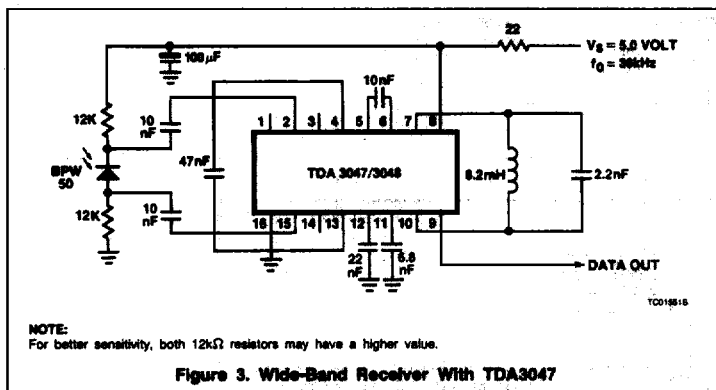 22
100µF
Vs = 5.0 VOLT
f0 = 36kHz
10nF
12K
10 nF
1 2 3 4 5 6 7 8
BPW 50
47nF
TDA 3047/3048
8.2mH
2.2nF
12K
10 nF
16 15 14 13 12 11 10 9
22 nF
6.8 nF
DATA OUT
NOTE:
For better sensitivity, both 12kΩ resistors may have a higher value.
Figure 3. Wide-Band Receiver With TDA3047